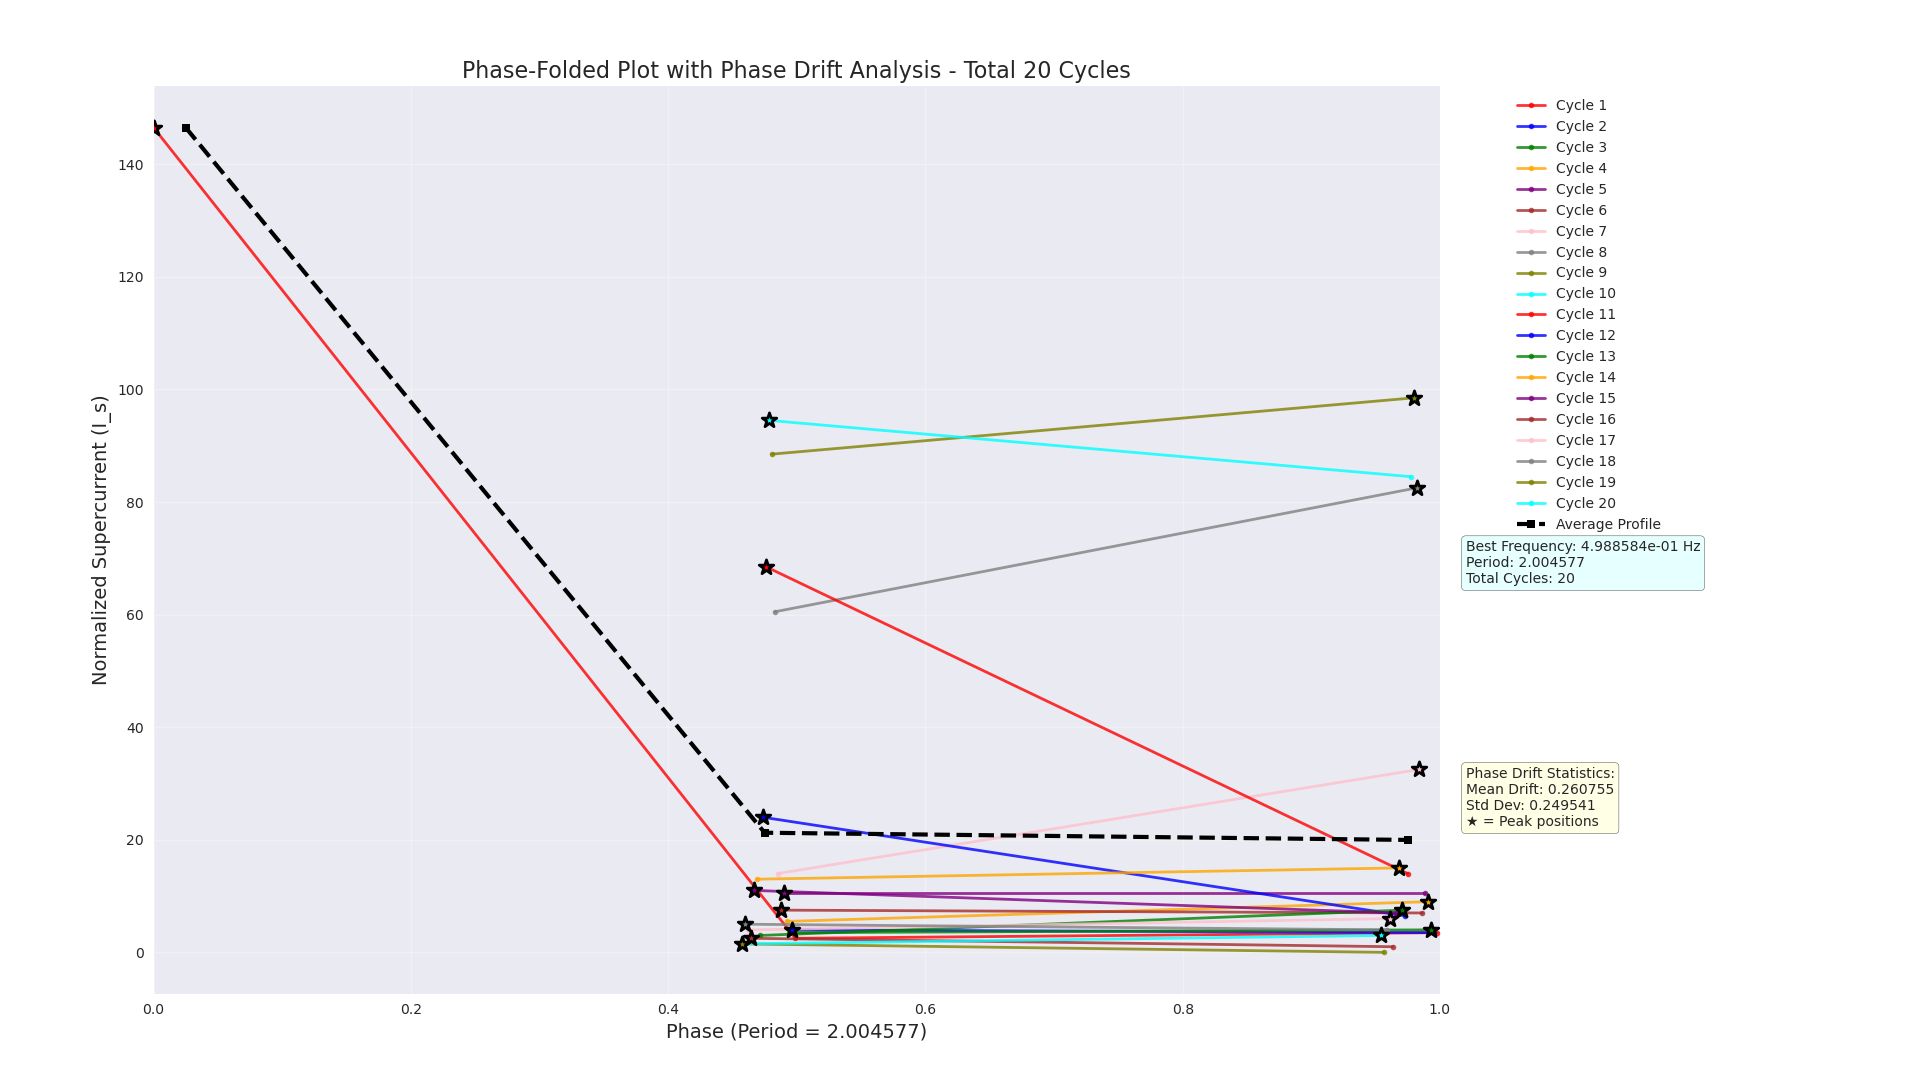 Phase-Folded Plot with Phase Drift Analysis - Total 20 Cycles
Normalized Supercurrent (I_s)
140
120
100
80
60
40
20
0
0.0
0.2
0.4
0.6
0.8
1.0
Phase (Period = 2.004577)
Cycle 1
Cycle 2
Cycle 3
Cycle 4
Cycle 5
Cycle 6
Cycle 7
Cycle 8
Cycle 9
Cycle 10
Cycle 11
Cycle 12
Cycle 13
Cycle 14
Cycle 15
Cycle 16
Cycle 17
Cycle 18
Cycle 19
Cycle 20
Average Profile
Best Frequency: 4.988584e-01 Hz
Period: 2.004577
Total Cycles: 20
Phase Drift Statistics:
Mean Drift: 0.260755
Std Dev: 0.249541
★ = Peak positions